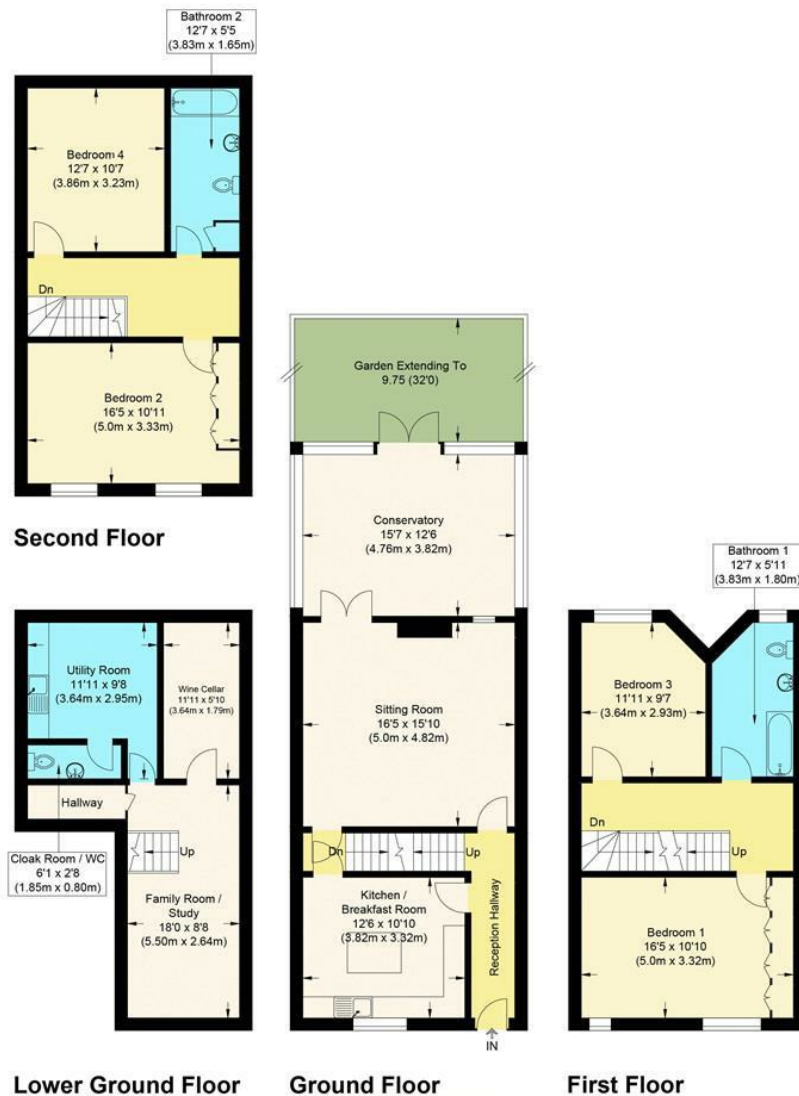 Bathroom 2
12'7 x 5'5
(3.83m x 1.65m)
Bedroom 4
12'7 x 10'7
(3.86m x 3.23m)
Dn
Bedroom 2
16'5 x 10'11
(5.0m x 3.33m)
Second Floor
Garden Extending To
9.75 (32'0)
Conservatory
15'7 x 12'6
(4.76m x 3.82m)
Sitting Room
16'5 x 15'10
(5.0m x 4.82m)
Dn
Up
Kitchen /
Breakfast Room
12'6 x 10'10
(3.82m x 3.32m)
Reception Hallway
IN
Ground Floor
Utility Room
11'11 x 9'8
(3.64m x 2.95m)
Wine Cellar
11'11 x 5'10
(3.64m x 1.79m)
Hallway
Up
Cloak Room / WC
6'1 x 2'8
(1.85m x 0.80m)
Family Room /
Study
18'0 x 8'8
(5.50m x 2.64m)
Lower Ground Floor
Bathroom 1
12'7 x 5'11
(3.83m x 1.80m)
Bedroom 3
11'11 x 9'7
(3.64m x 2.93m)
Dn
Up
Bedroom 1
16'5 x 10'10
(5.0m x 3.32m)
First Floor